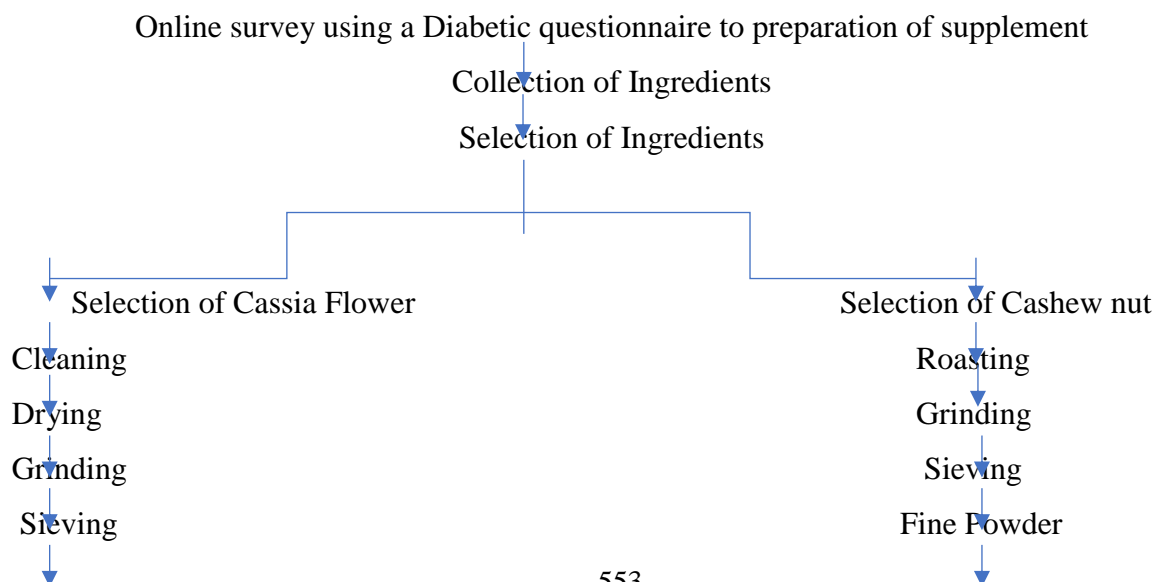 Online survey using a Diabetic questionnaire to preparation of supplement
Collection of Ingredients
Selection of Ingredients
Selection of Cassia Flower
Selection of Cashew nut
Cleaning
Roasting
Drying
Grinding
Grinding
Sieving
Sieving
Fine Powder
553